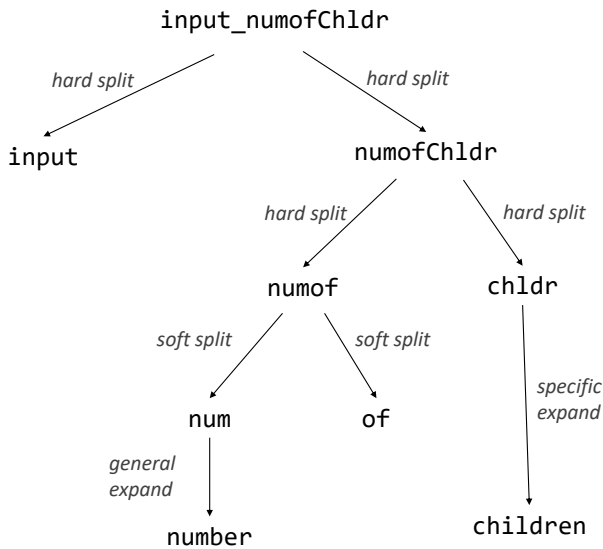 input_numofChldr
hard split
hard split
input
numofChldr
hard split
hard split
numof
chldr
soft split
soft split
specific
expand
num
of
general
expand
number
children